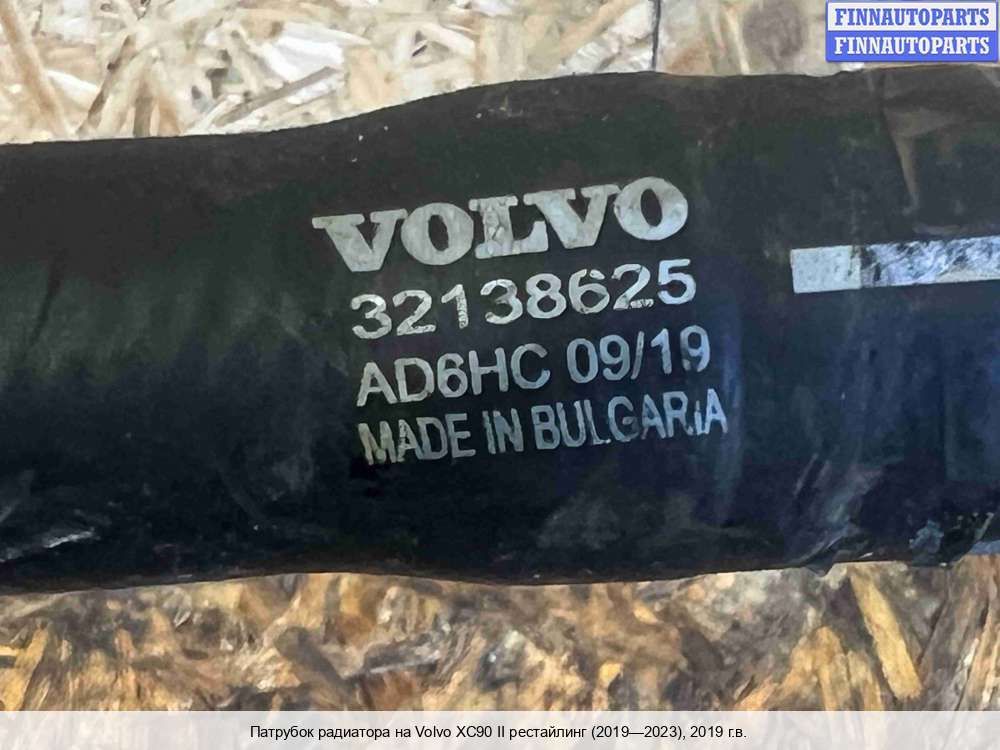 FINNAUTOPARTS
FINNAUTOPARTS
VOLVO
32138625
AD6HC 09/19
MADE IN BULGARIA
Патрубок радиатора на Volvo XC90 II рестайлинг (2019—2023), 2019 г.в.